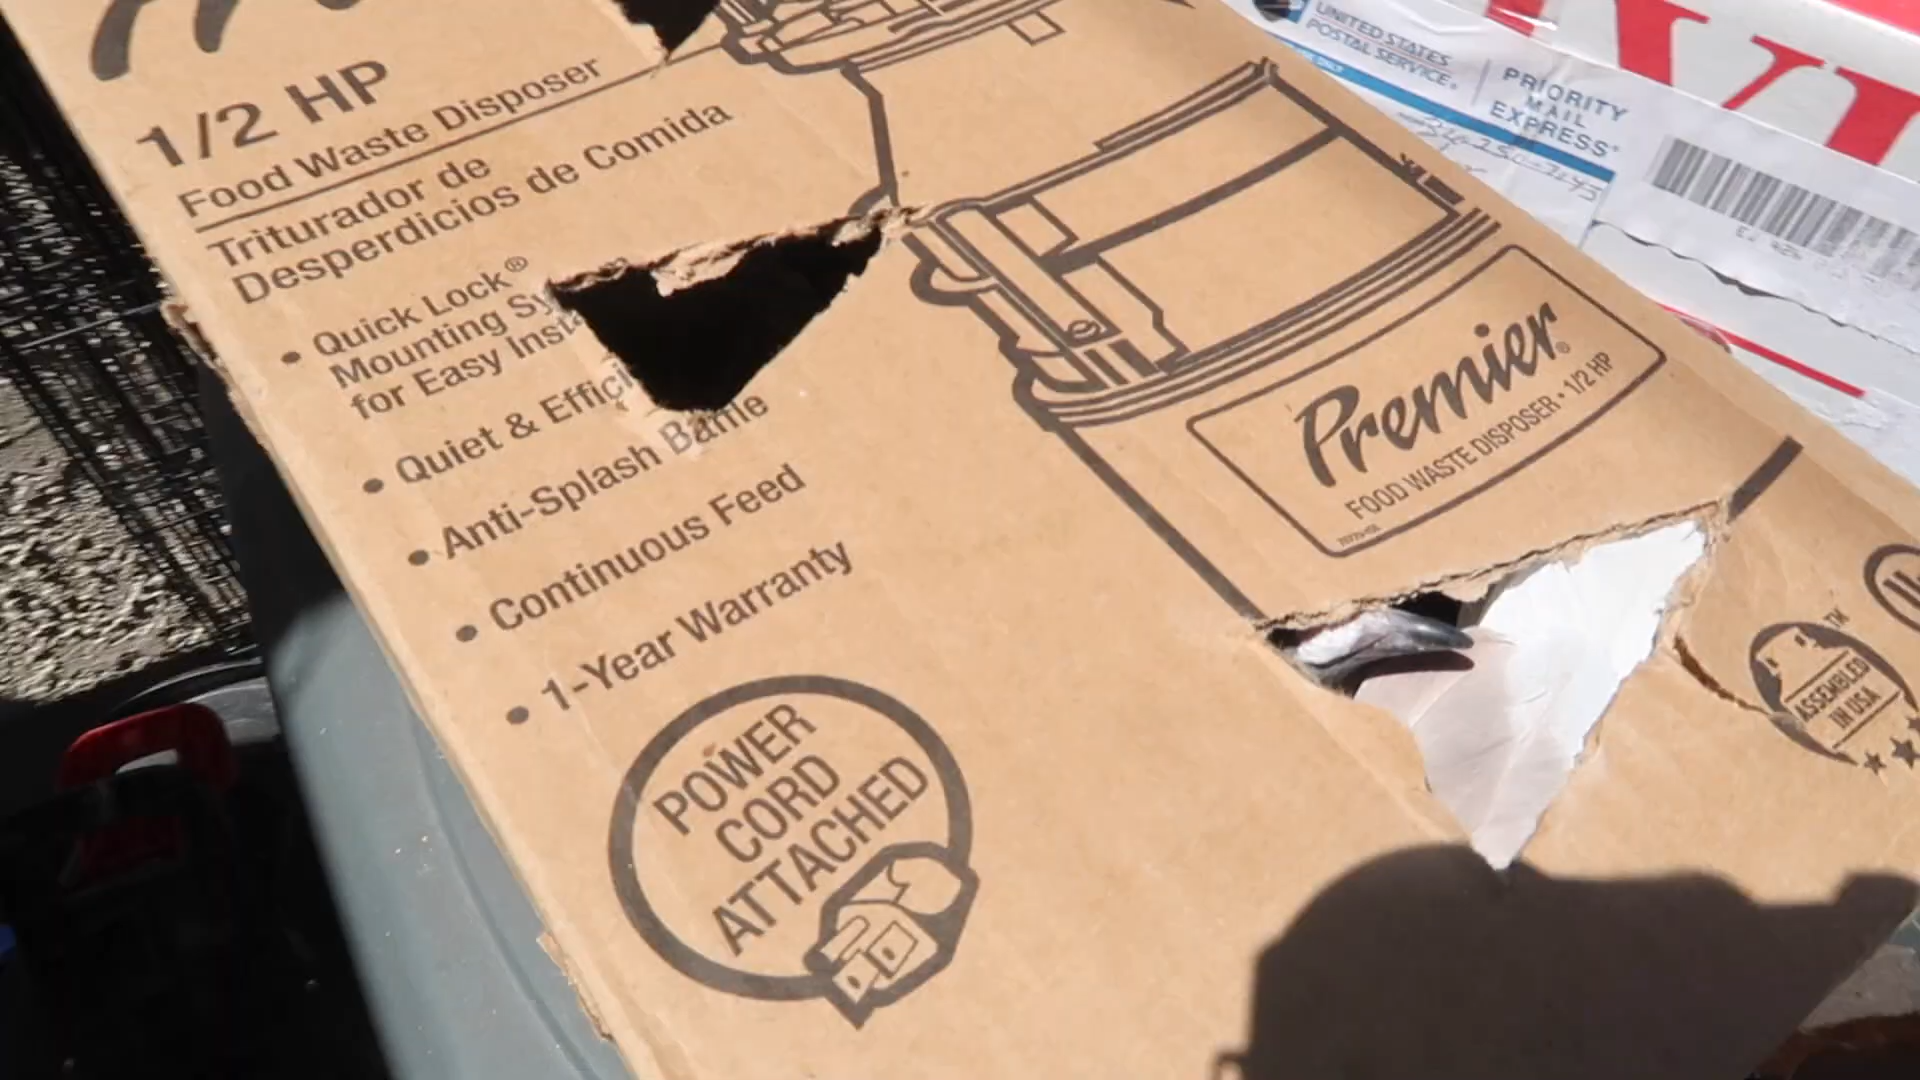 1/2 HP
Food Waste Disposer
Triturador de
Desperdicios de Comida
• Quick Lock®
Mounting Sy
for Easy Insta
• Quiet & Effici
• Anti-Splash Baffle
• Continuous Feed
• 1-Year Warranty
POWER
CORD
ATTACHED
Premier®
FOOD WASTE DISPOSER • 1/2 HP
ASSEMBLED
IN USA
TM
UNITED STATES
POSTAL SERVICE®
PRIORITY
MAIL
EXPRESS®